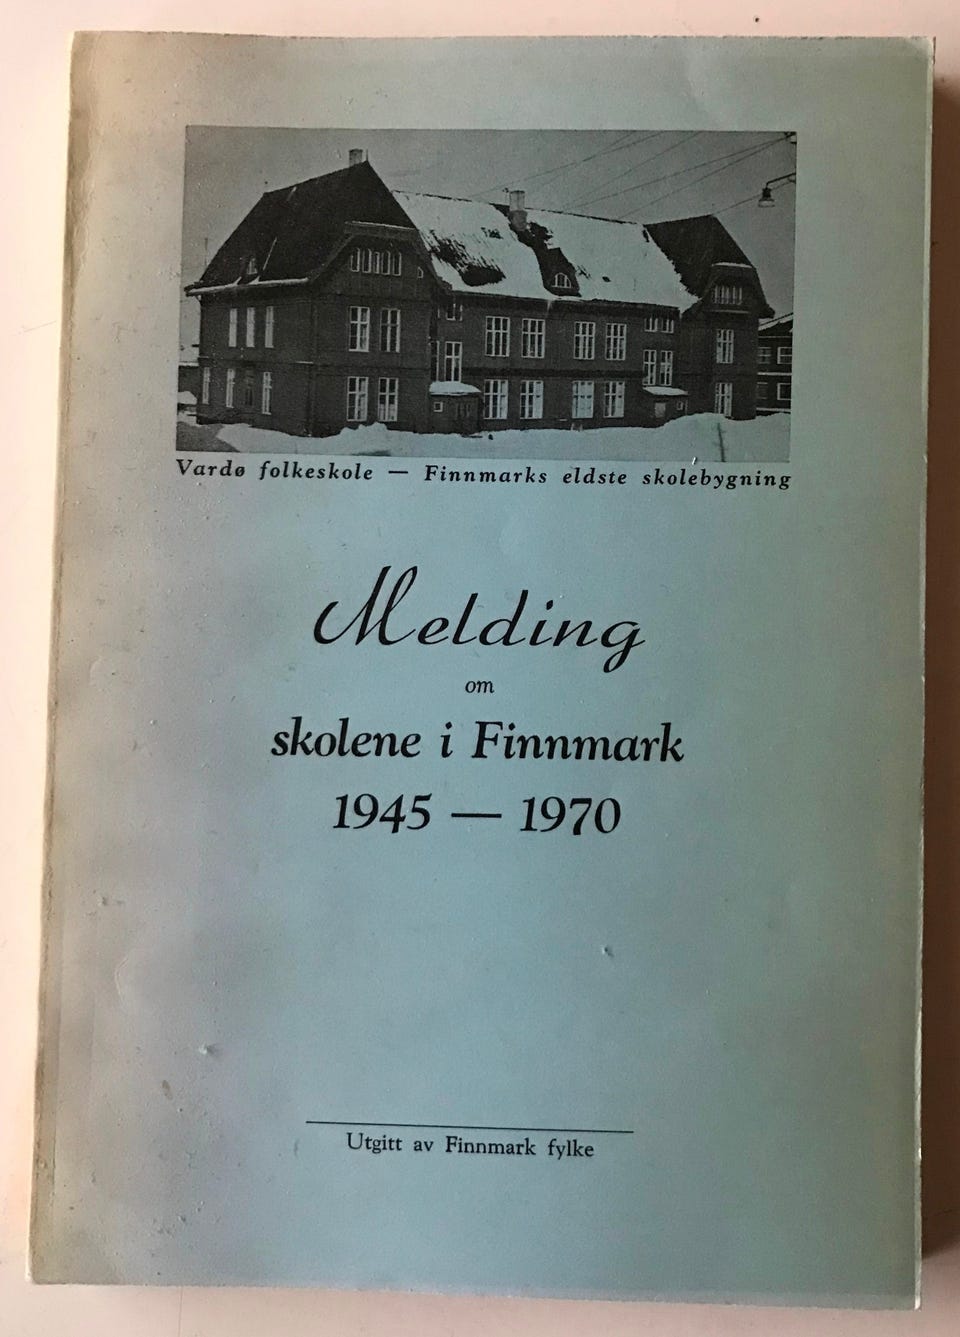 Vardø folkeskole — Finnmarks eldste skolebygning
Melding
om
skolene i Finnmark
1945 — 1970
Utgitt av Finnmark fylke